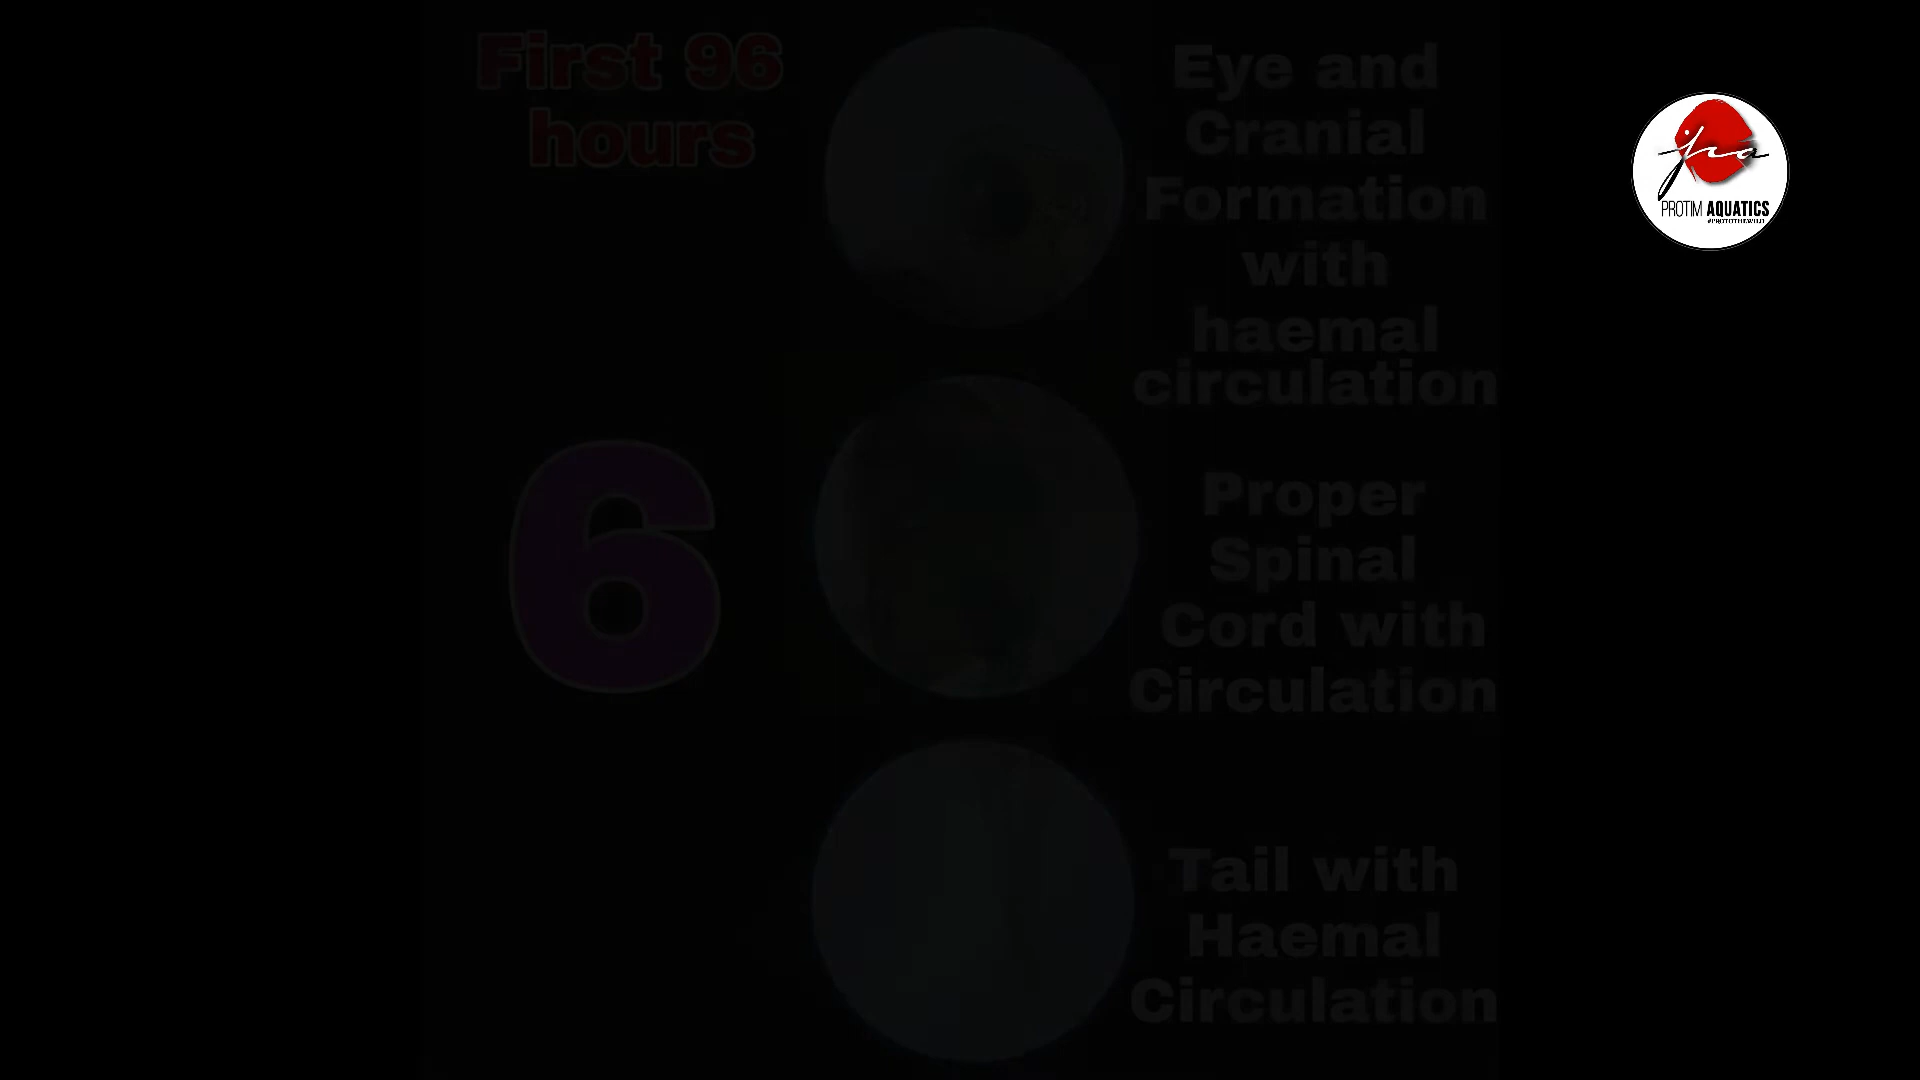 First 96
hours
6
Eye and
Cranial
Formation
with
haemal
circulation
Proper
Spinal
Cord with
Circulation
Tail with
Haemal
Circulation
PROTIM AQUATICS